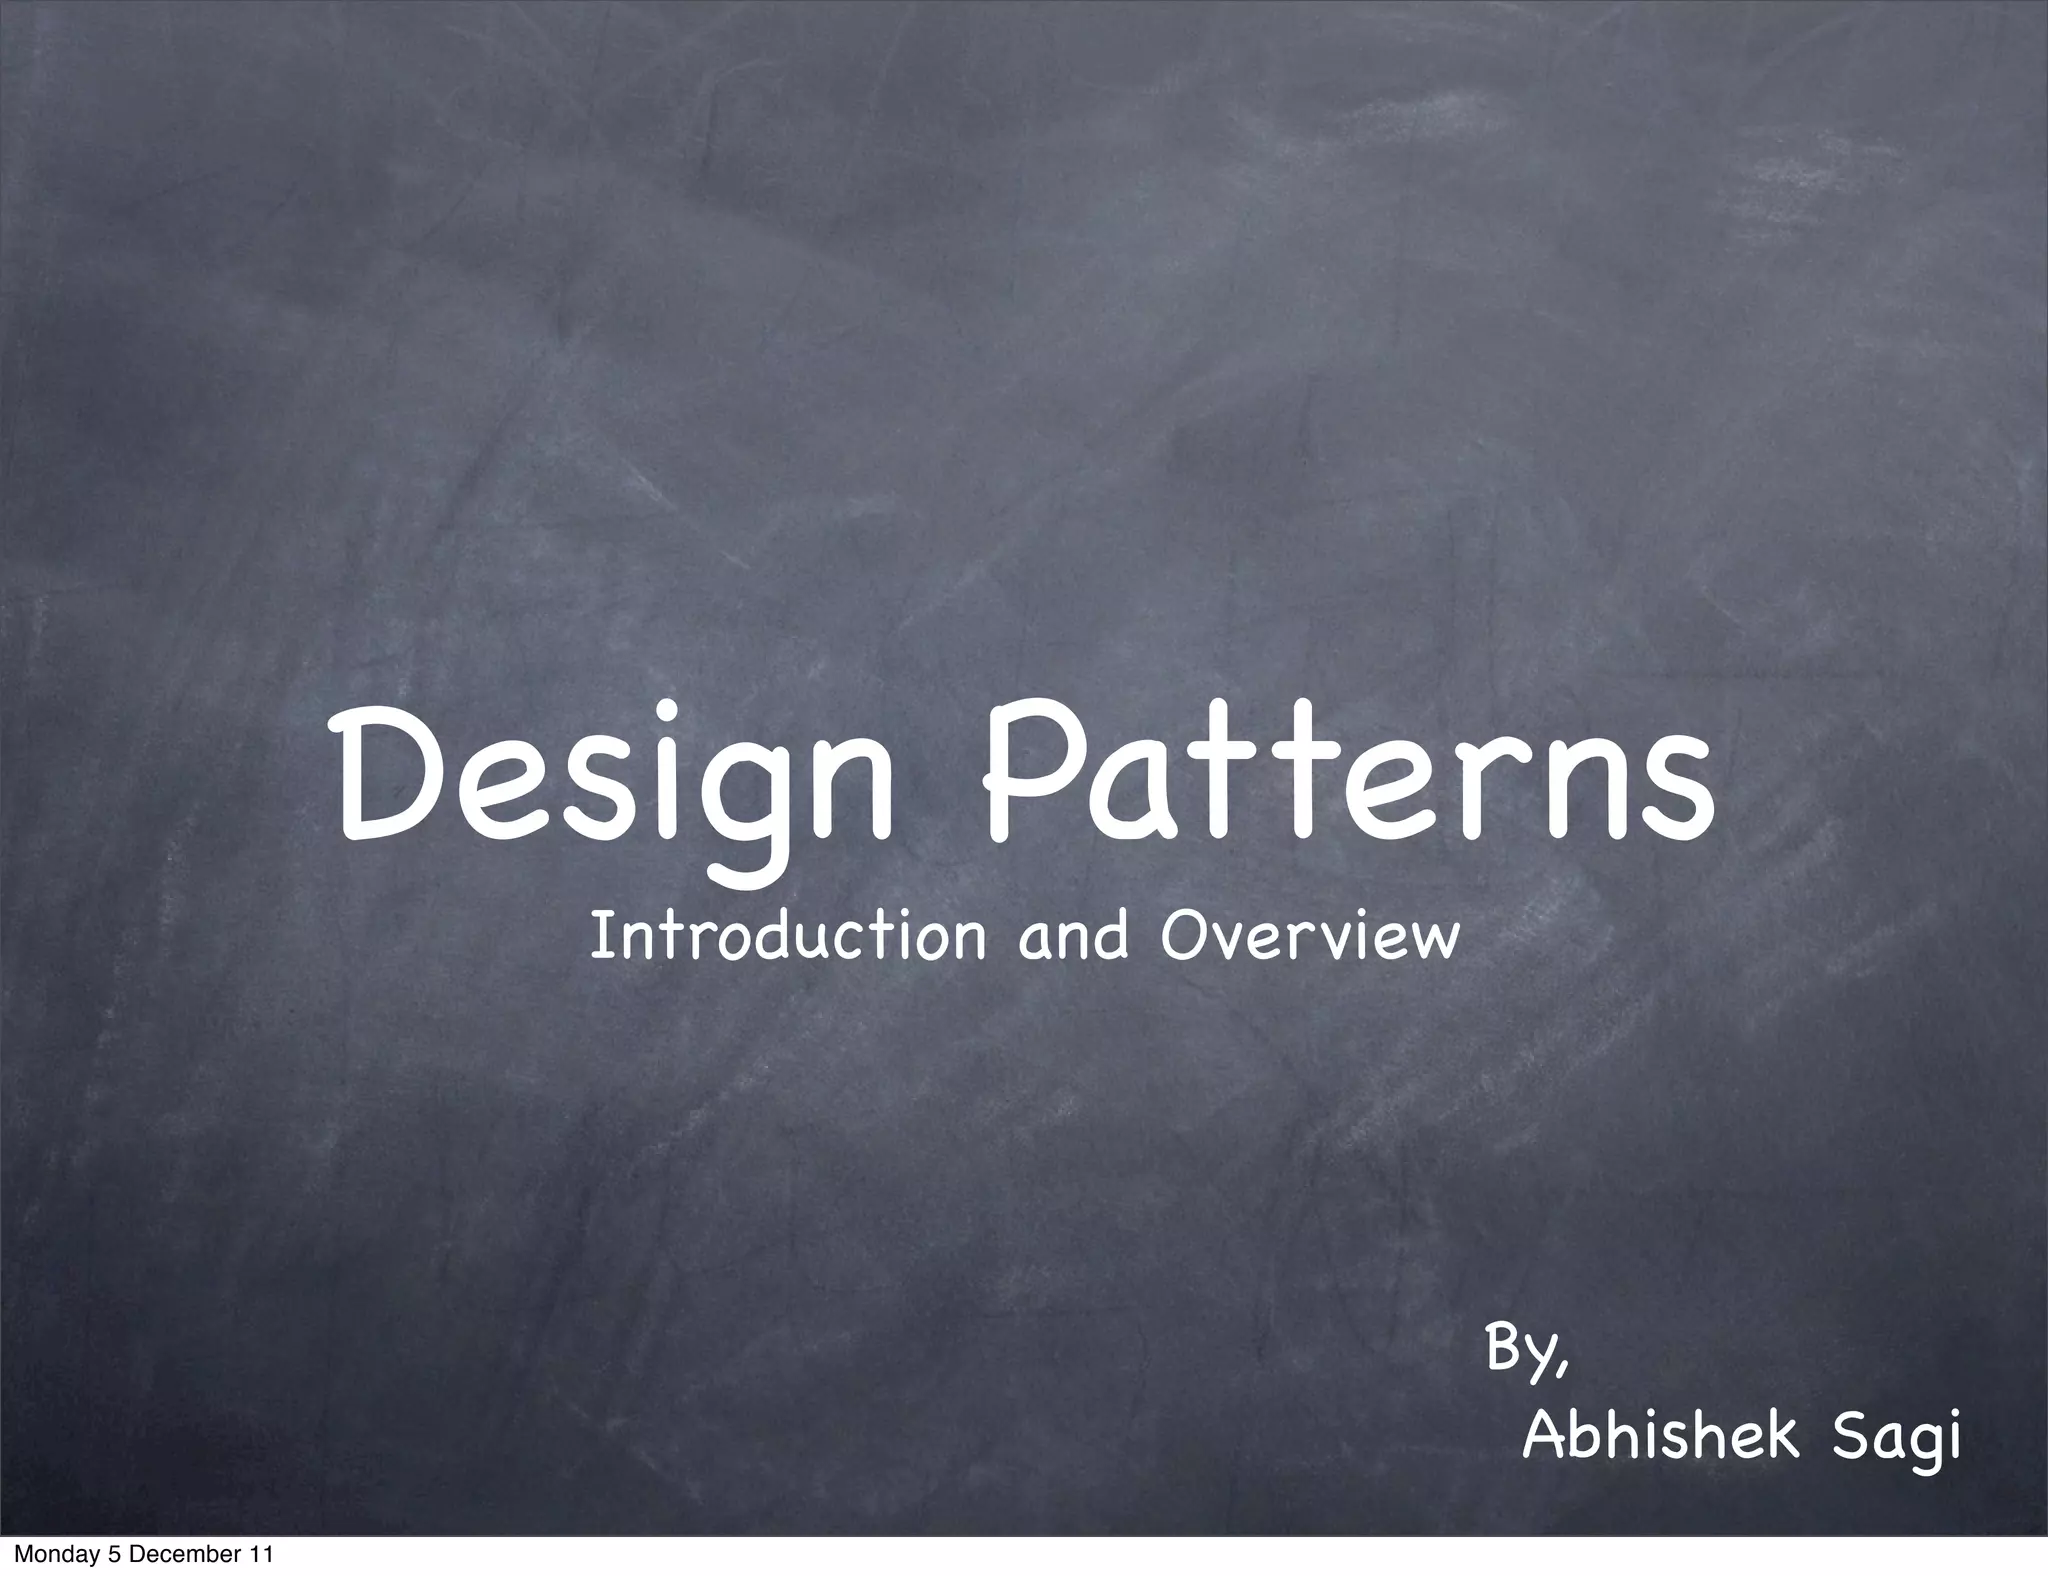 Design Patterns
Introduction and Overview
By,
Abhishek Sagi
Monday 5 December 11